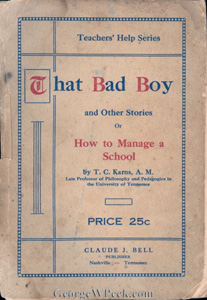 Teachers' Help Series
That Bad Boy
and Other Stories
Or
How to Manage a
School
By T. C. Karns, A. M.
Late Professor of Philosophy and Pedagogics in
the University of Tennessee
PRICE 25c
CLAUDE J. BELL
PUBLISHER
Nashville, Tennessee
GeorgeWPeek.com